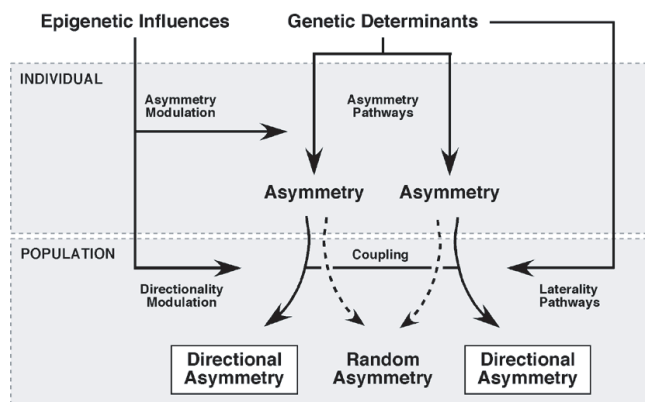 Epigenetic Influences
Genetic Determinants
INDIVIDUAL
Asymmetry
Modulation
Asymmetry
Pathways
Asymmetry
Asymmetry
POPULATION
Coupling
Directionality
Modulation
Laterality
Pathways
Directional
Asymmetry
Random
Asymmetry
Directional
Asymmetry